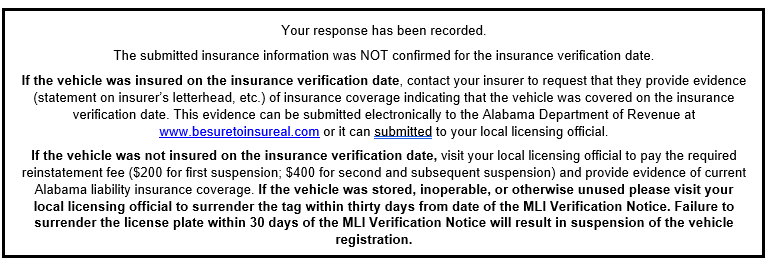 Your response has been recorded.
The submitted insurance information was NOT confirmed for the insurance verification date.
If the vehicle was insured on the insurance verification date, contact your insurer to request that they provide evidence
(statement on insurer's letterhead, etc.) of insurance coverage indicating that the vehicle was covered on the insurance
verification date. This evidence can be submitted electronically to the Alabama Department of Revenue at
www.besuretoinsureal.com or it can submitted to your local licensing official.
If the vehicle was not insured on the insurance verification date, visit your local licensing official to pay the required
reinstatement fee ($200 for first suspension; $400 for second and subsequent suspension) and provide evidence of current
Alabama liability insurance coverage. If the vehicle was stored, inoperable, or otherwise unused please visit your
local licensing official to surrender the tag within thirty days from date of the MLI Verification Notice. Failure to
surrender the license plate within 30 days of the MLI Verification Notice will result in suspension of the vehicle
registration.